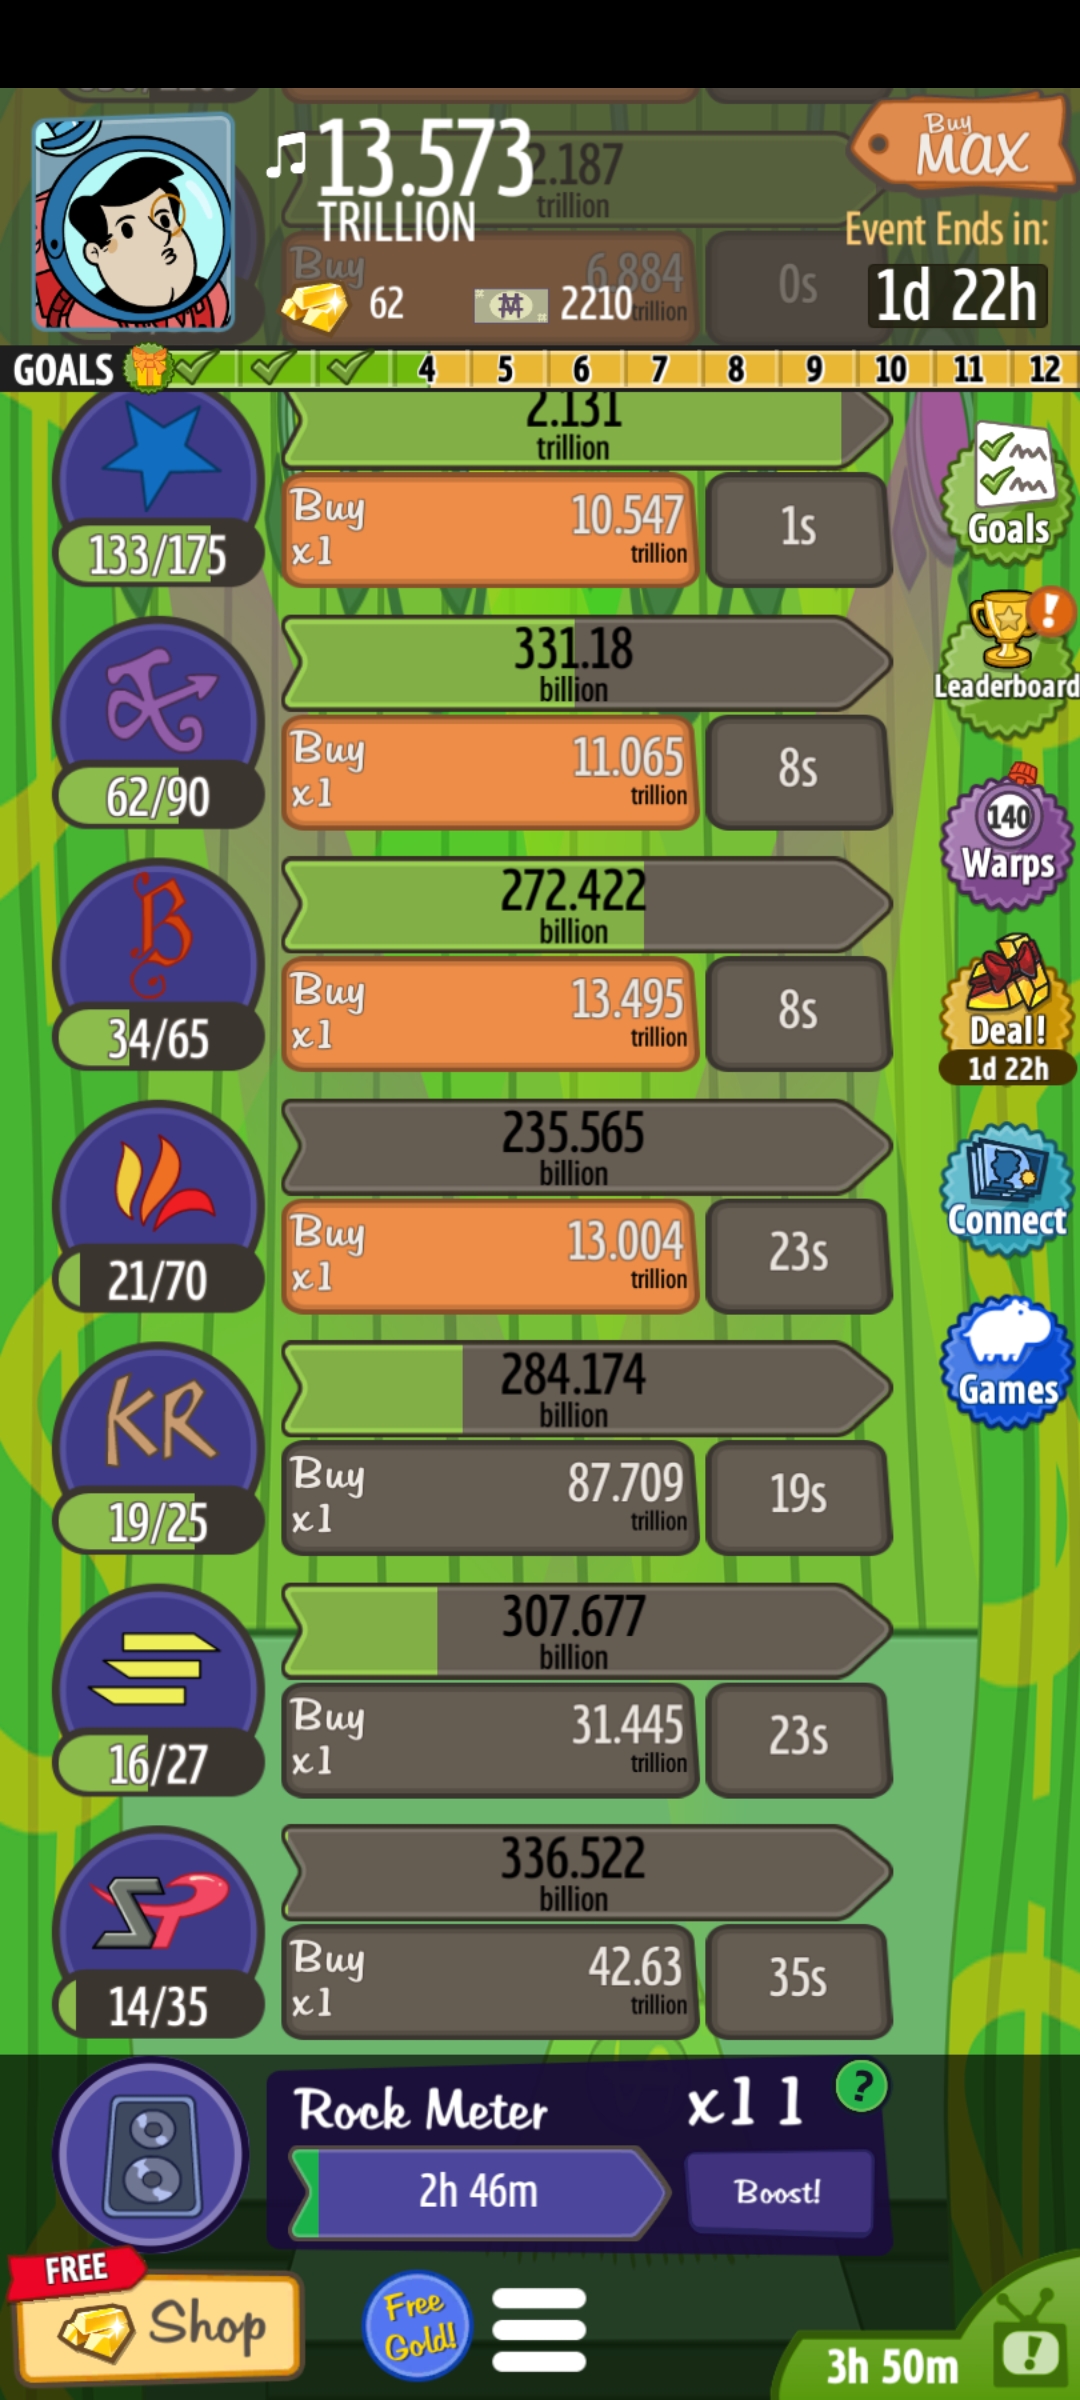 13.573
TRILLION
2.187
trillion
Buy
MAX
Event Ends in:
1d 22h
Buy
6.884
trillion
0s
62
2210
GOALS
4 5 6 7 8 9 10 11 12
2.131
trillion
133/175
Buy
x1
10.547
trillion
1s
Goals
331.18
billion
62/90
Buy
x1
11.065
trillion
8s
Leaderboard
272.422
billion
34/65
Buy
x1
13.495
trillion
8s
140
Warps
Deal!
1d 22h
235.565
billion
21/70
Buy
x1
13.004
trillion
23s
Connect
KR
284.174
billion
19/25
Buy
x1
87.709
trillion
19s
Games
307.677
billion
16/27
Buy
x1
31.445
trillion
23s
336.522
billion
14/35
Buy
x1
42.63
trillion
35s
Rock Meter
x11
?
2h 46m
Boost!
FREE
Shop
Free
Gold!
3h 50m